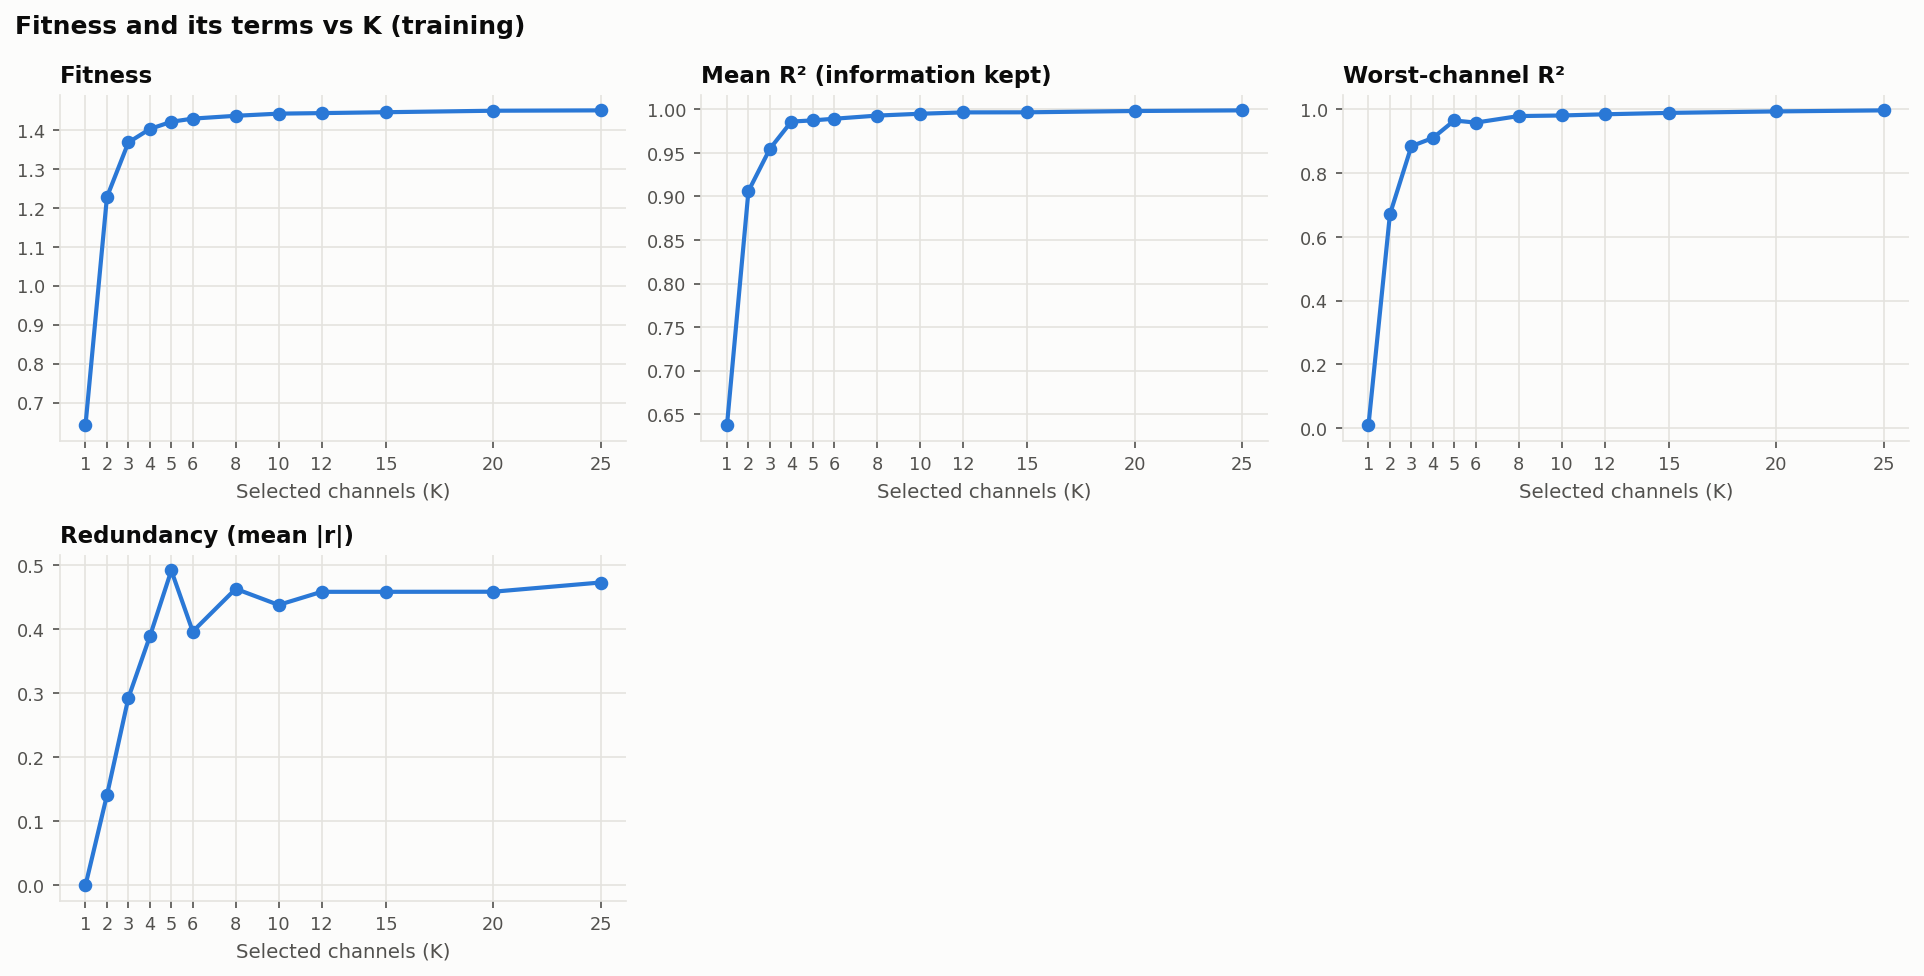 Fitness and its terms vs K (training)
Fitness
1.4
1.3
1.2
1.1
1.0
0.9
0.8
0.7
1 2 3 4 5 6 8 10 12 15 20 25
Selected channels (K)
Mean R² (information kept)
1.00
0.95
0.90
0.85
0.80
0.75
0.70
0.65
1 2 3 4 5 6 8 10 12 15 20 25
Selected channels (K)
Worst-channel R²
1.0
0.8
0.6
0.4
0.2
0.0
1 2 3 4 5 6 8 10 12 15 20 25
Selected channels (K)
Redundancy (mean |r|)
0.5
0.4
0.3
0.2
0.1
0.0
1 2 3 4 5 6 8 10 12 15 20 25
Selected channels (K)